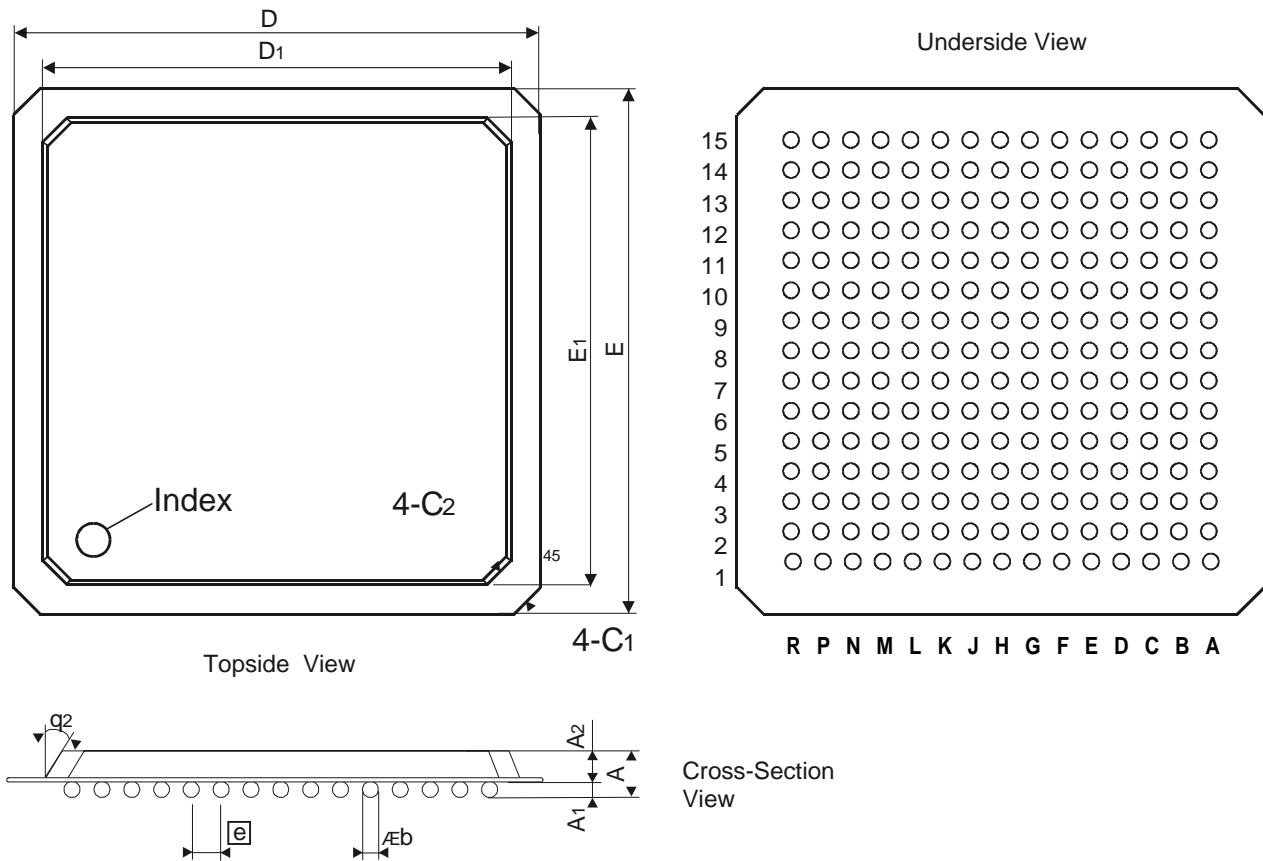 D
D1
Underside View
E1
E
Index
4-C2
45
4-C1
Topside View
15
14
13
12
11
10
9
8
7
6
5
4
3
2
1
R P N M L K J H G F E D C B A
q2
A2
A
A1
e
Æb
Cross-Section
View